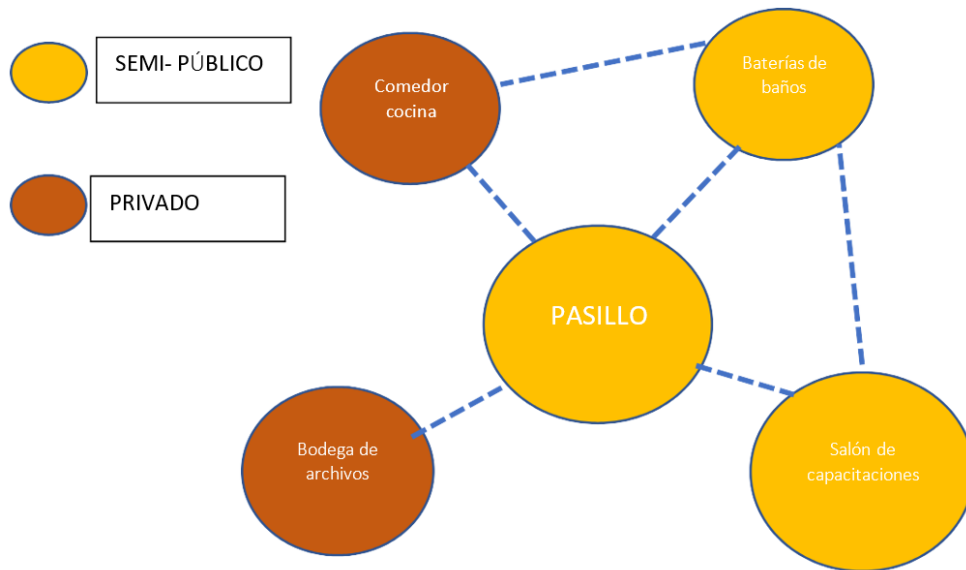 SEMI- PÚBLICO
PRIVADO
Comedor
cocina
Baterías de
baños
PASILLO
Bodega de
archivos
Salón de
capacitaciones